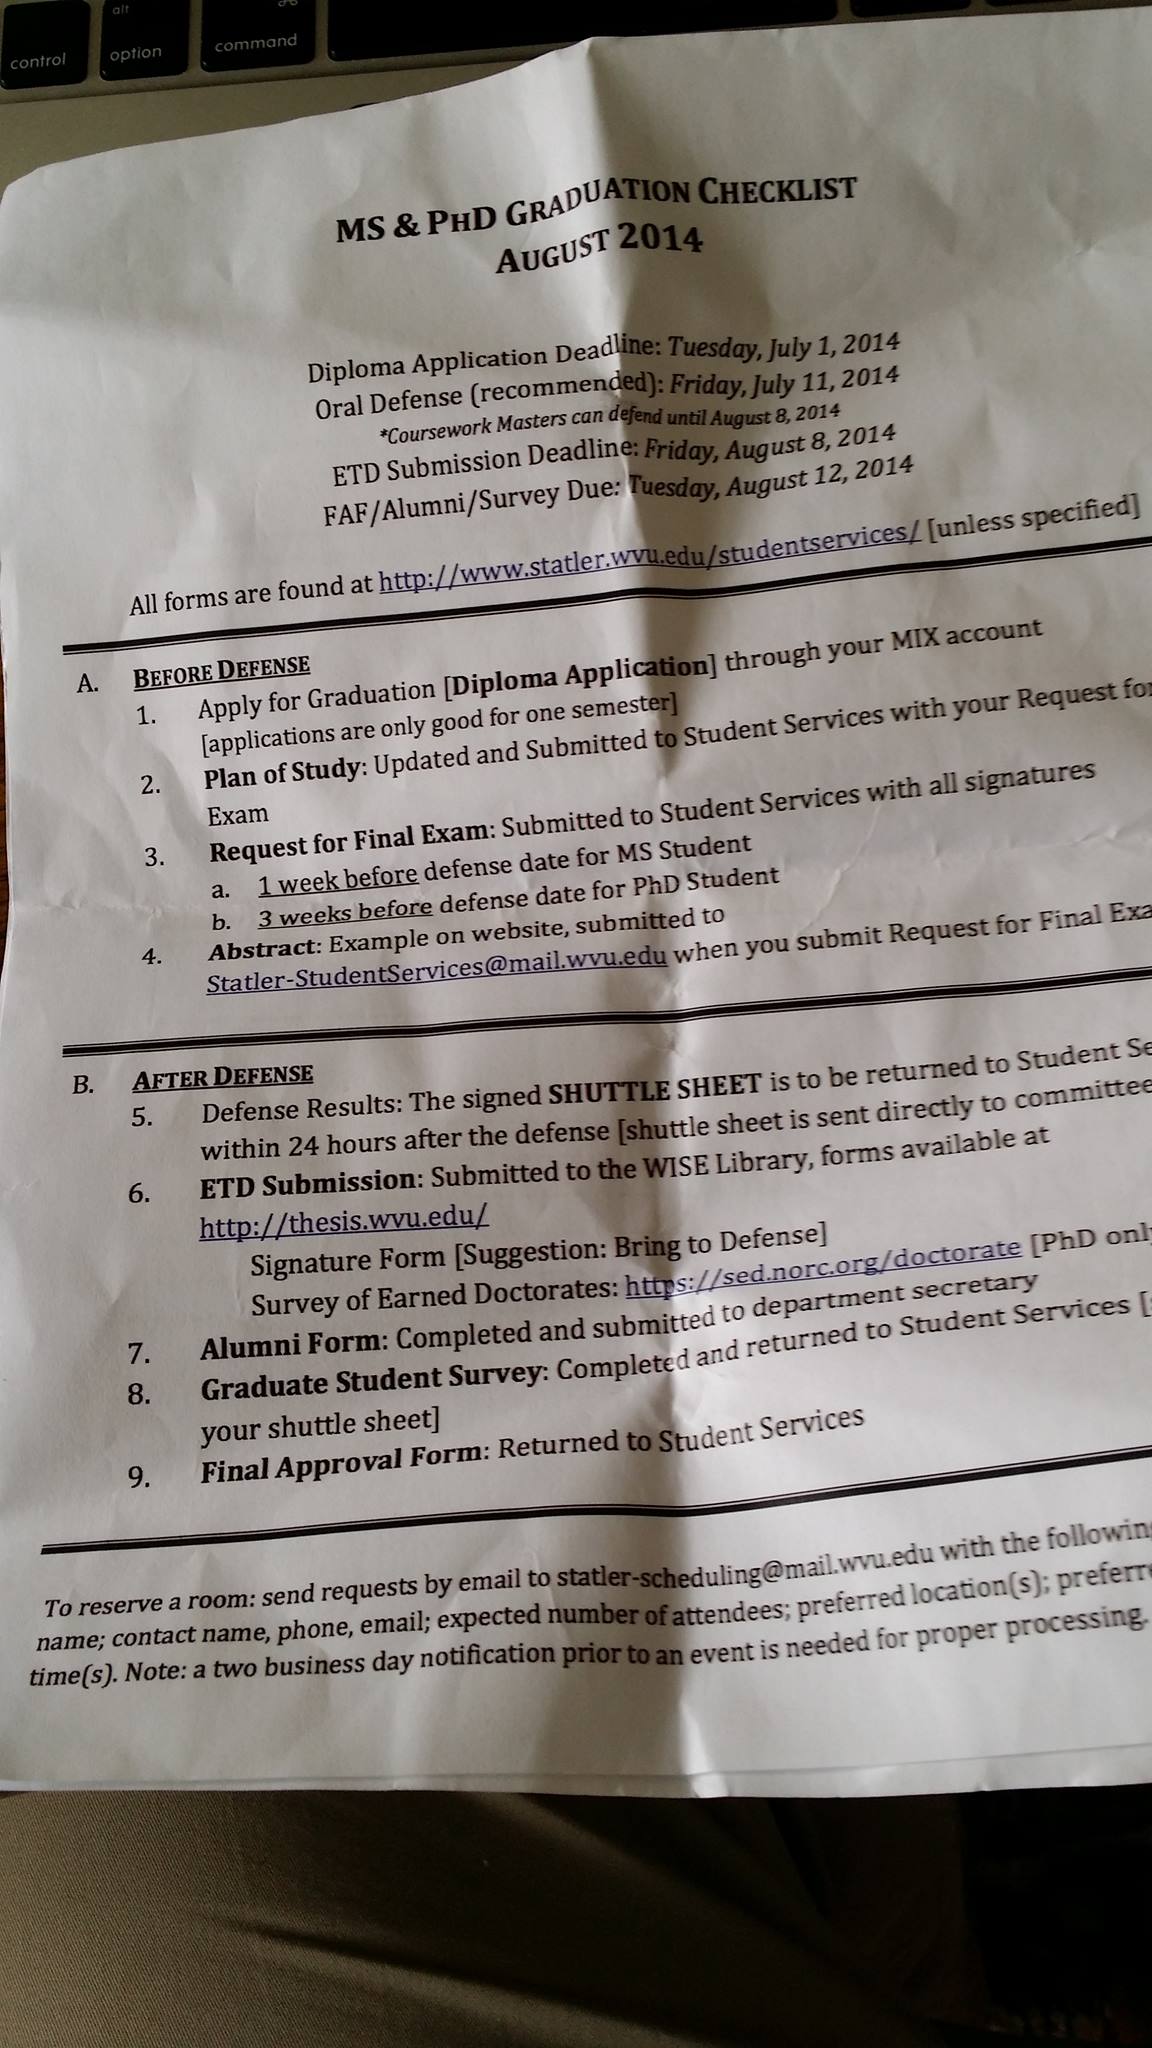 control
alt
option
command
MS & PHD GRADUATION CHECKLIST
AUGUST 2014
Diploma Application Deadline: Tuesday, July 1, 2014
Oral Defense (recommended): Friday, July 11, 2014
*Coursework Masters can defend until August 8, 2014
ETD Submission Deadline: Friday, August 8, 2014
FAF/Alumni/Survey Due: Tuesday, August 12, 2014
All forms are found at http://www.statler.wvu.edu/studentservices/ [unless specified]
A. BEFORE DEFENSE
1. Apply for Graduation [Diploma Application] through your MIX account
[applications are only good for one semester]
2. Plan of Study: Updated and Submitted to Student Services with your Request for
Exam
3. Request for Final Exam: Submitted to Student Services with all signatures
a. 1 week before defense date for MS Student
b. 3 weeks before defense date for PhD Student
4. Abstract: Example on website, submitted to
Statler-StudentServices@mail.wvu.edu when you submit Request for Final Exa
B. AFTER DEFENSE
5. Defense Results: The signed SHUTTLE SHEET is to be returned to Student Se
within 24 hours after the defense [shuttle sheet is sent directly to committee
6. ETD Submission: Submitted to the WISE Library, forms available at
http://thesis.wvu.edu/
Signature Form [Suggestion: Bring to Defense]
Survey of Earned Doctorates: https://sed.norc.org/doctorate [PhD only
7. Alumni Form: Completed and submitted to department secretary
8. Graduate Student Survey: Completed and returned to Student Services [
your shuttle sheet]
9. Final Approval Form: Returned to Student Services
To reserve a room: send requests by email to statler-scheduling@mail.wvu.edu with the following
name; contact name, phone, email; expected number of attendees; preferred location(s); preferre
time(s). Note: a two business day notification prior to an event is needed for proper processing.